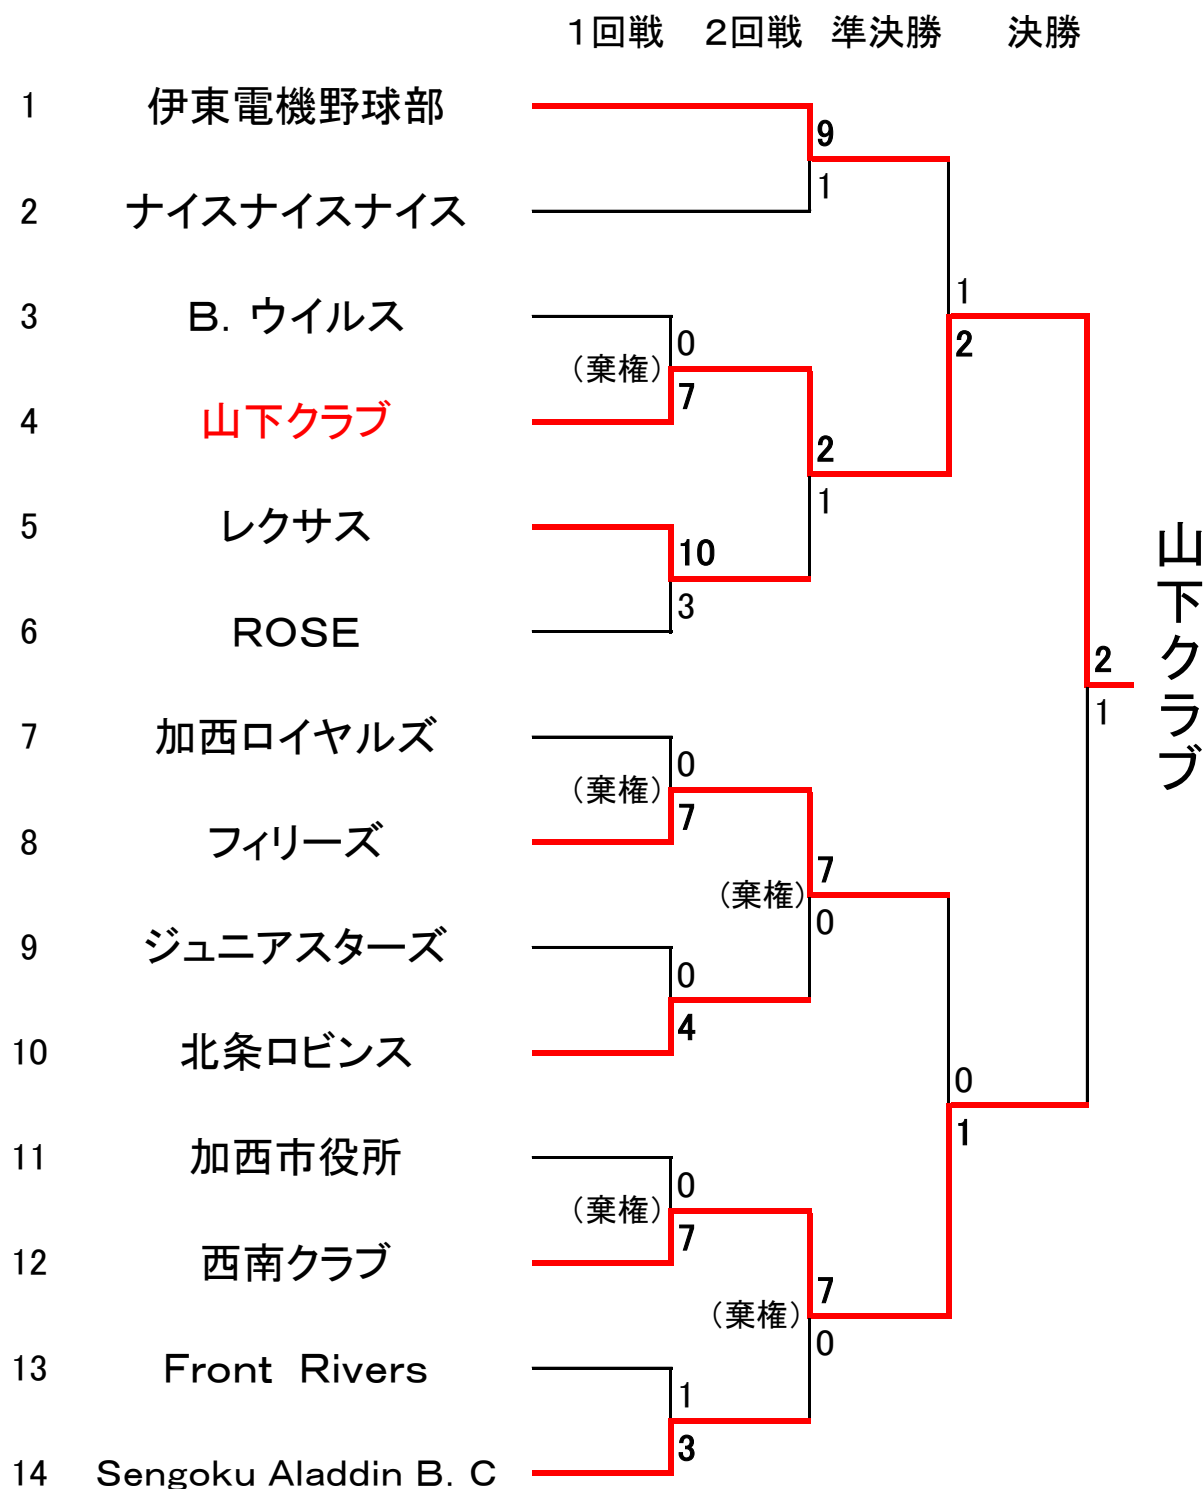 １回戦 ２回戦 準決勝 決勝
1 伊東電機野球部
9
1
2 ナイスナイスナイス
3 B．ウイルス
1
2
0
（棄権）
7
4 山下クラブ
2
1
5 レクサス
10
3
6 ROSE
山下クラブ
2
1
7 加西ロイヤルズ
0
（棄権）
7
8 フィリーズ
7
（棄権）
0
9 ジュニアスターズ
0
4
10 北条ロビンス
0
1
11 加西市役所
0
（棄権）
7
12 西南クラブ
7
（棄権）
0
13 Front Rivers
1
3
14 Sengoku Aladdin B．C